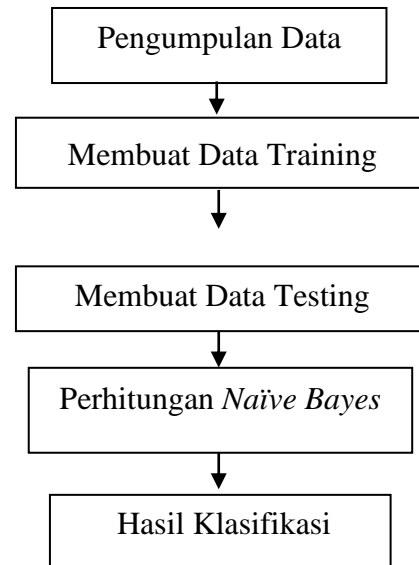 Pengumpulan Data
Membuat Data Training
Membuat Data Testing
Perhitungan Naïve Bayes
Hasil Klasifikasi